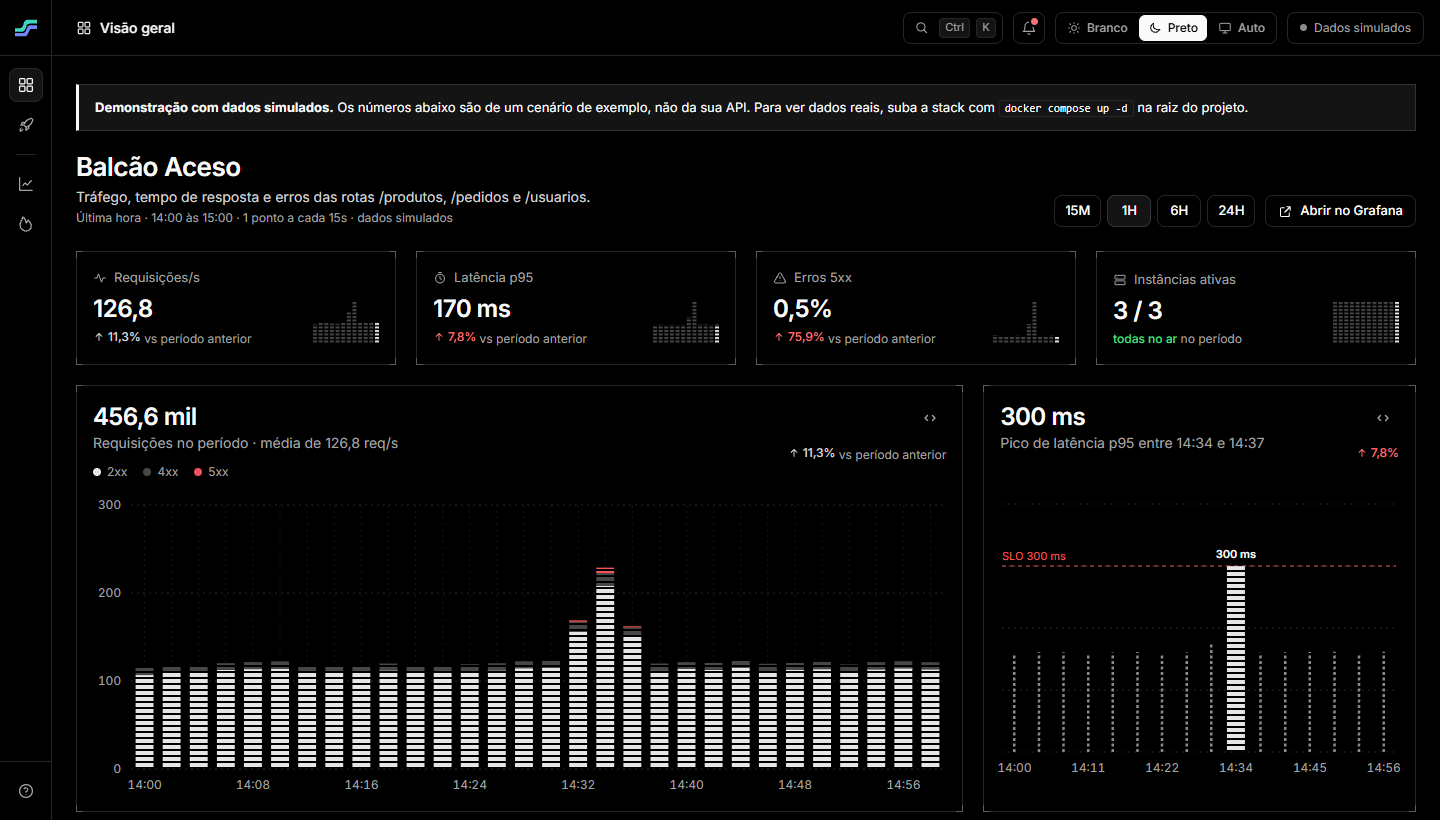 Visão geral
Ctrl K
Branco
Preto
Auto
Dados simulados
Demonstração com dados simulados. Os números abaixo são de um cenário de exemplo, não da sua API. Para ver dados reais, suba a stack com docker compose up -d na raiz do projeto.
Balcão Aceso
Tráfego, tempo de resposta e erros das rotas /produtos, /pedidos e /usuarios.
Última hora · 14:00 às 15:00 · 1 ponto a cada 15s · dados simulados
15M
1H
6H
24H
Abrir no Grafana
Requisições/s
126,8
↑ 11,3% vs período anterior
Latência p95
170 ms
↑ 7,8% vs período anterior
Erros 5xx
0,5%
↑ 75,9% vs período anterior
Instâncias ativas
3 / 3
todas no ar no período
456,6 mil
Requisições no período · média de 126,8 req/s
↑ 11,3% vs período anterior
2xx 4xx 5xx
300
200
100
0
14:00 14:08 14:16 14:24 14:32 14:40 14:48 14:56
300 ms
Pico de latência p95 entre 14:34 e 14:37
↑ 7,8%
SLO 300 ms
300 ms
14:00 14:11 14:22 14:34 14:45 14:56